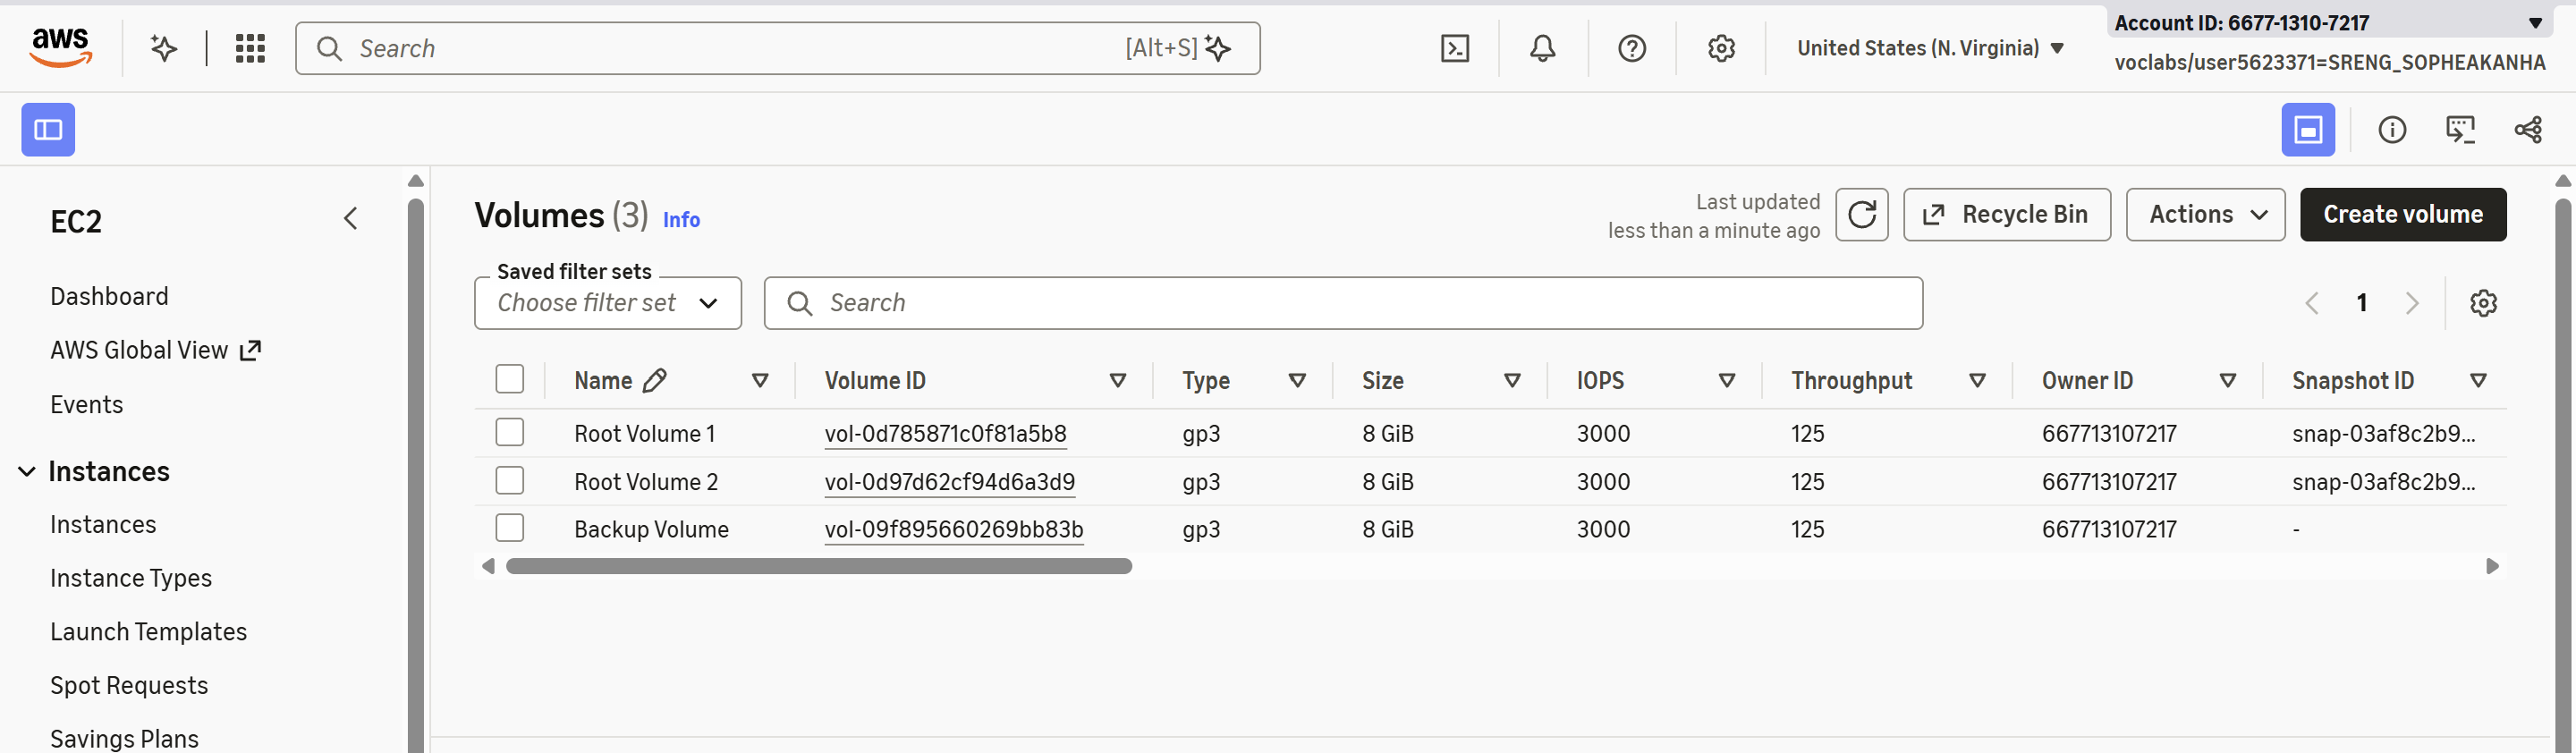 aws
Search [Alt+S]
United States (N. Virginia)
Account ID: 6677-1310-7217
voclabs/user5623371=SRENG_SOPHEAKANHA
EC2
Dashboard
AWS Global View
Events
Instances
Instances
Instance Types
Launch Templates
Spot Requests
Savings Plans
Volumes (3) Info
Last updated
less than a minute ago
Recycle Bin
Actions
Create volume
Saved filter sets
Choose filter set
Search
1
Name Volume ID Type Size IOPS Throughput Owner ID Snapshot ID
Root Volume 1 vol-0d785871c0f81a5b8 gp3 8 GiB 3000 125 667713107217 snap-03af8c2b9...
Root Volume 2 vol-0d97d62cf94d6a3d9 gp3 8 GiB 3000 125 667713107217 snap-03af8c2b9...
Backup Volume vol-09f895660269bb83b gp3 8 GiB 3000 125 667713107217 -